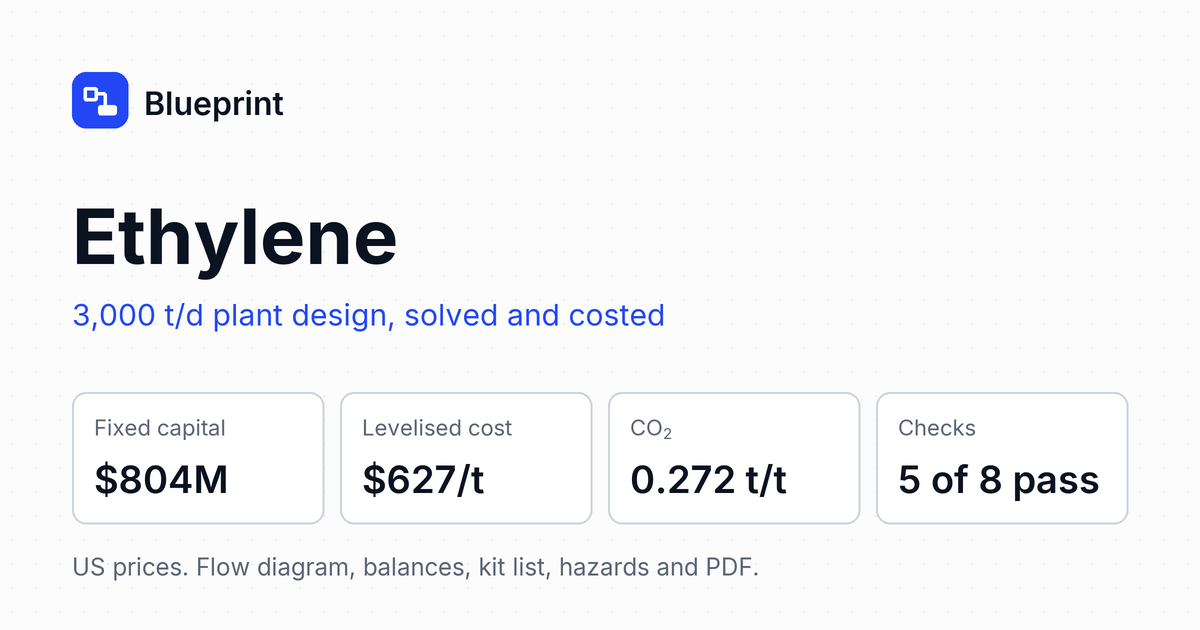 Blueprint
Ethylene
3,000 t/d plant design, solved and costed
Fixed capital
$804M
Levelised cost
$627/t
CO₂
0.272 t/t
Checks
5 of 8 pass
US prices. Flow diagram, balances, kit list, hazards and PDF.